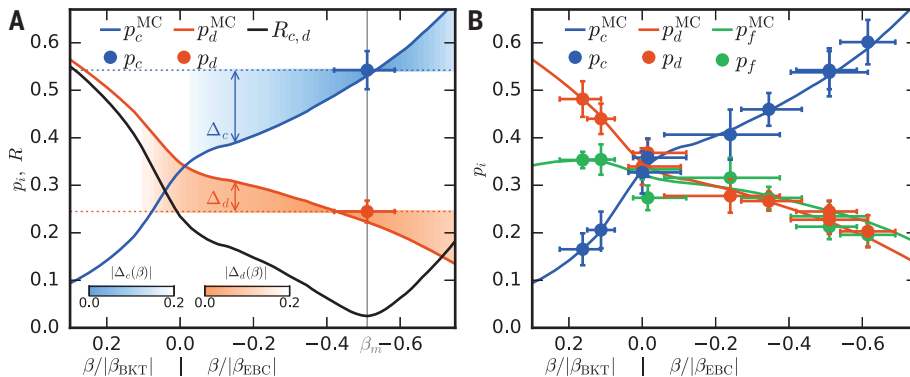 A
p_c^MC p_d^MC R_{c,d}
p_c p_d
0.6
0.5
0.4
0.3
0.2
0.1
0.0
p_i, R
Δ_c
Δ_d
|Δ_c(β)| |Δ_d(β)|
0.0 0.2 0.0 0.2
0.2 0.0 −0.2 −0.4 β_m −0.6
β/|β_BKT| | β/|β_EBC|
B
p_c^MC p_d^MC p_f^MC
p_c p_d p_f
0.6
0.5
0.4
0.3
0.2
0.1
0.0
p_i
0.2 0.0 −0.2 −0.4 −0.6
β/|β_BKT| | β/|β_EBC|